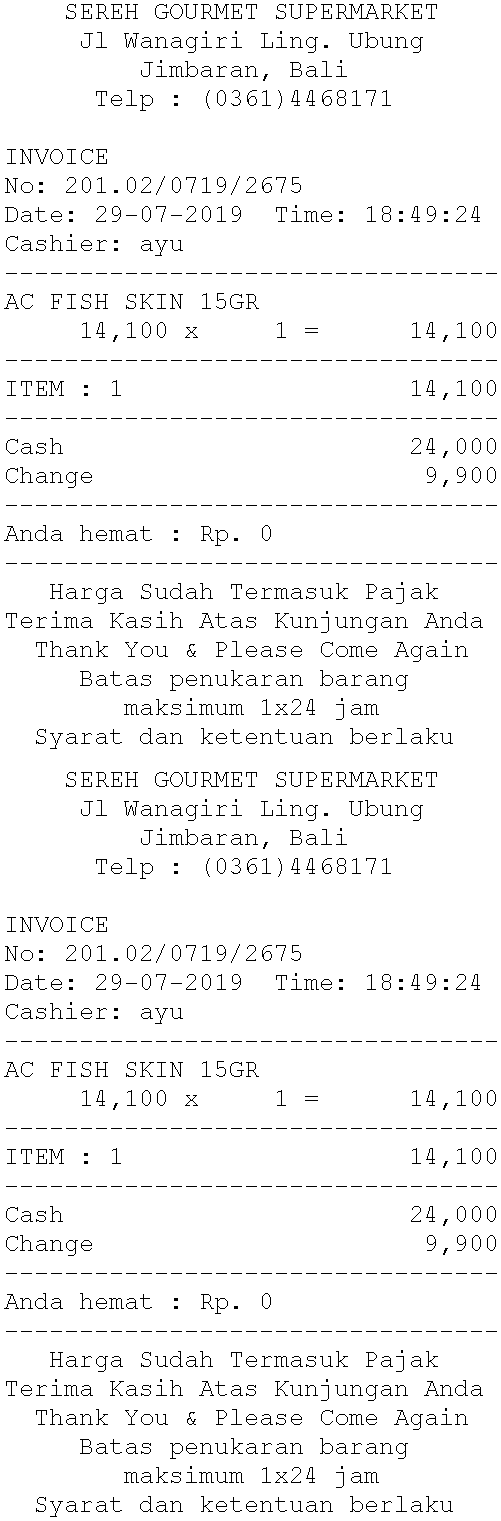 SEREH GOURMET SUPERMARKET
Jl Wanagiri Ling. Ubung
Jimbaran, Bali
Telp : (0361)4468171
INVOICE
No: 201.02/0719/2675
Date: 29-07-2019 Time: 18:49:24
Cashier: ayu
---------------------------------
AC FISH SKIN 15GR
14,100 x 1 = 14,100
---------------------------------
ITEM : 1 14,100
---------------------------------
Cash 24,000
Change 9,900
---------------------------------
Anda hemat : Rp. 0
---------------------------------
Harga Sudah Termasuk Pajak
Terima Kasih Atas Kunjungan Anda
Thank You & Please Come Again
Batas penukaran barang
maksimum 1x24 jam
Syarat dan ketentuan berlaku
SEREH GOURMET SUPERMARKET
Jl Wanagiri Ling. Ubung
Jimbaran, Bali
Telp : (0361)4468171
INVOICE
No: 201.02/0719/2675
Date: 29-07-2019 Time: 18:49:24
Cashier: ayu
---------------------------------
AC FISH SKIN 15GR
14,100 x 1 = 14,100
---------------------------------
ITEM : 1 14,100
---------------------------------
Cash 24,000
Change 9,900
---------------------------------
Anda hemat : Rp. 0
---------------------------------
Harga Sudah Termasuk Pajak
Terima Kasih Atas Kunjungan Anda
Thank You & Please Come Again
Batas penukaran barang
maksimum 1x24 jam
Syarat dan ketentuan berlaku